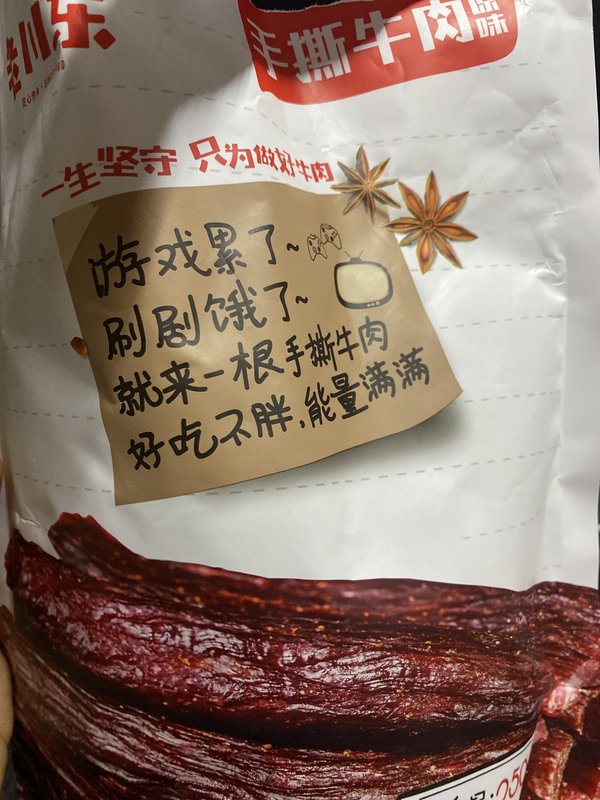 老川东
手撕牛肉 原味
一生坚守 只为做好牛肉
游戏累了~
刷剧饿了~
就来一根手撕牛肉
好吃不胖,能量满满